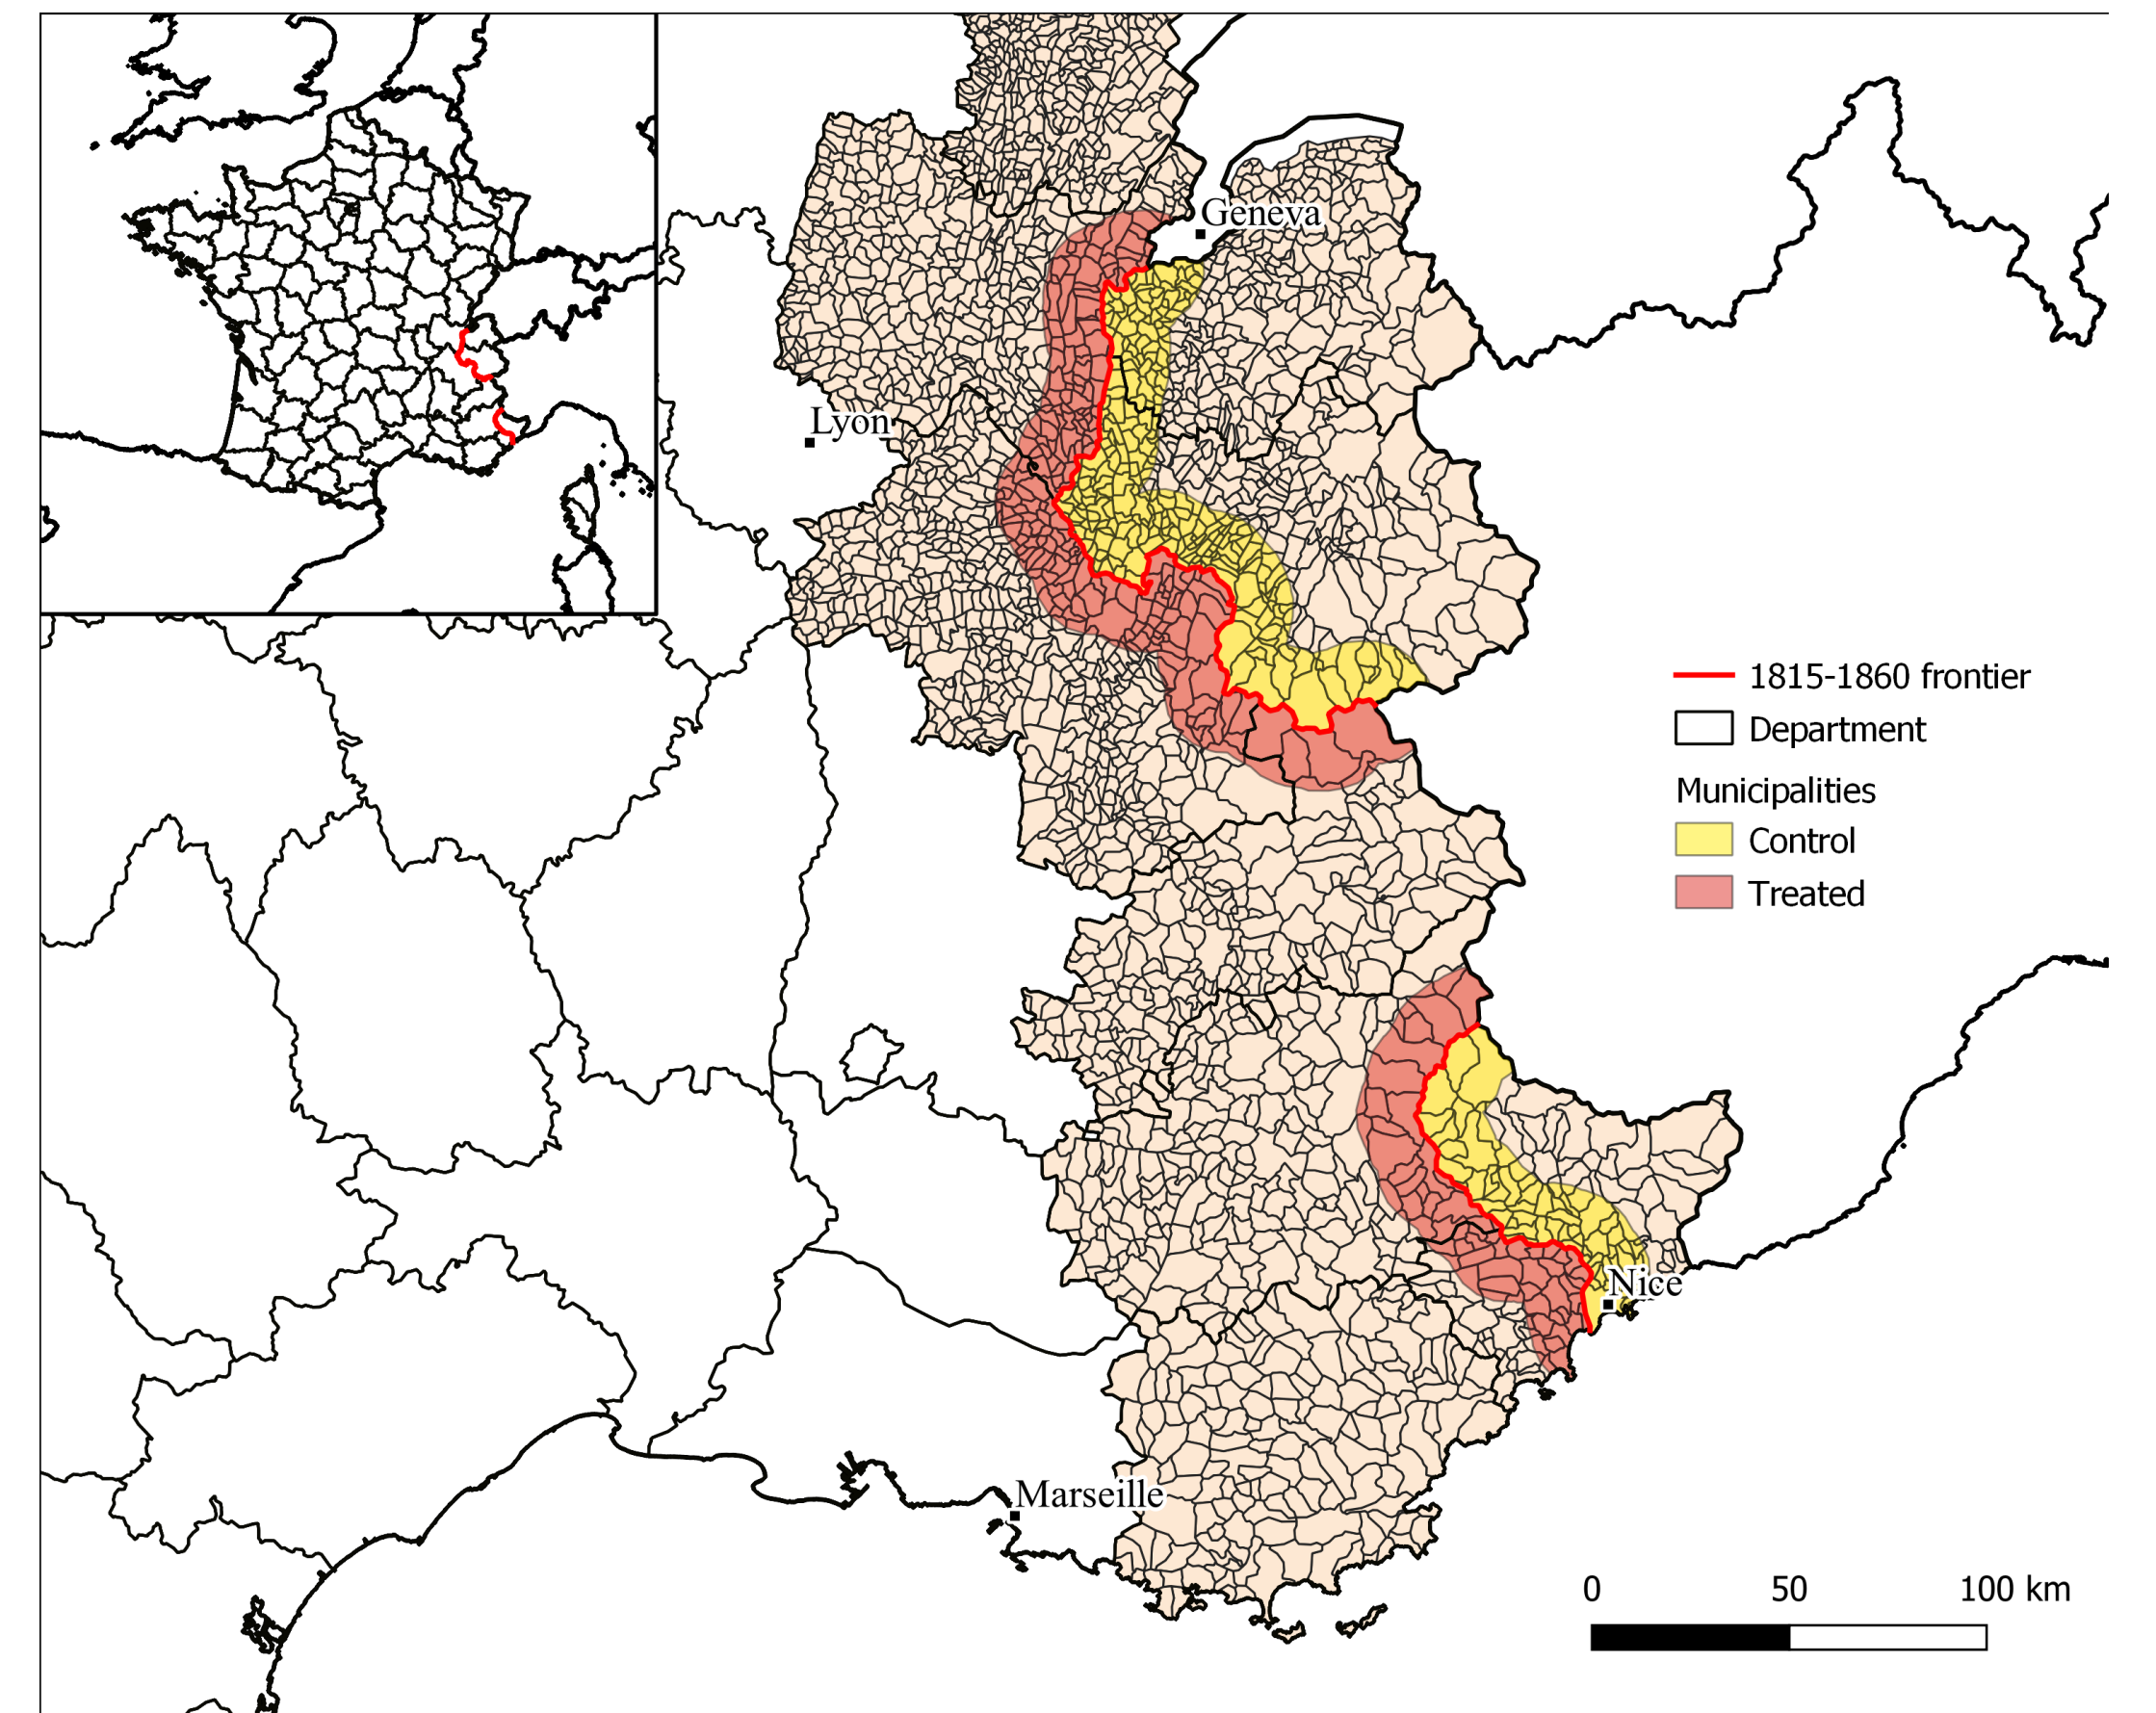 Geneva
Lyon
1815-1860 frontier
Department
Municipalities
Control
Treated
Nice
Marseille
0 50 100 km